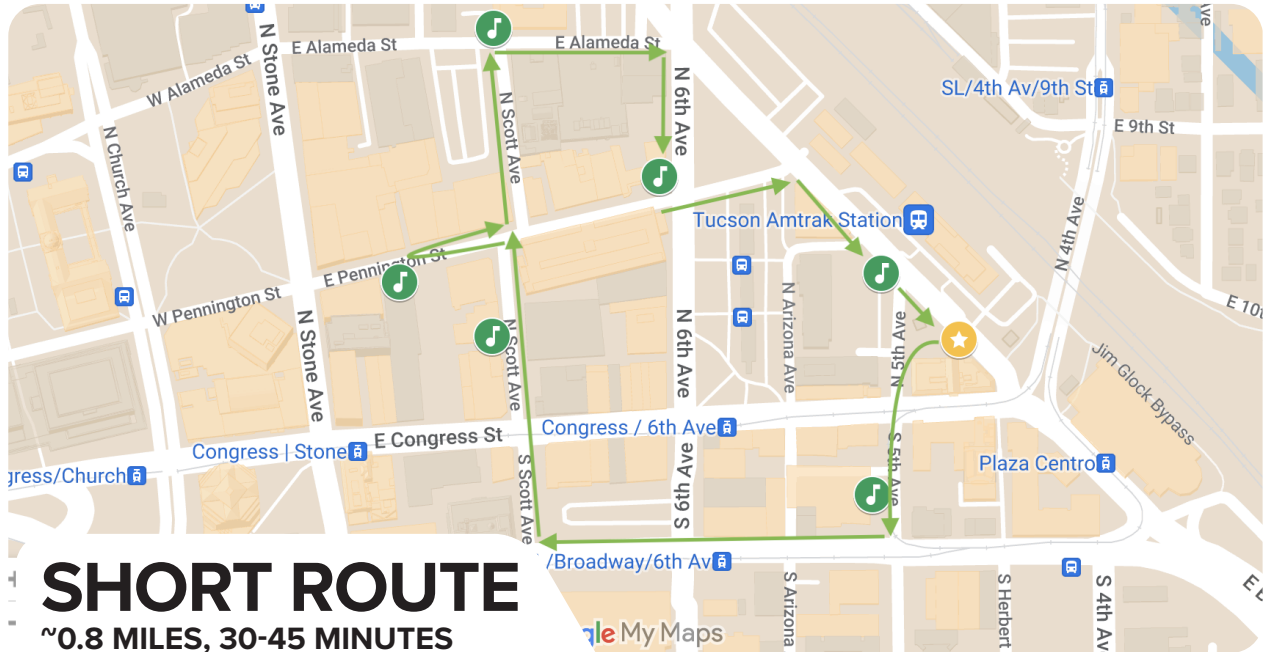 E Alameda St
E Alameda St
W Alameda St
N Stone Ave
N Church Ave
N Scott Ave
N 6th Ave
SL/4th Av/9th St
E 9th St
Tucson Amtrak Station
N 4th Ave
E Pennington St
W Pennington St
N Stone Ave
N Scott Ave
N 6th Ave
N Arizona Ave
N 5th Ave
E 10t
Jim Glock Bypass
Congress / 6th Ave
E Congress St
Congress | Stone
gress/Church
S Scott Ave
S 6th Ave
S 5th Ave
Plaza Centro
/Broadway/6th Av
S Arizona
S Herbert
S 4th Av
SHORT ROUTE
~0.8 MILES, 30-45 MINUTES
gle My Maps